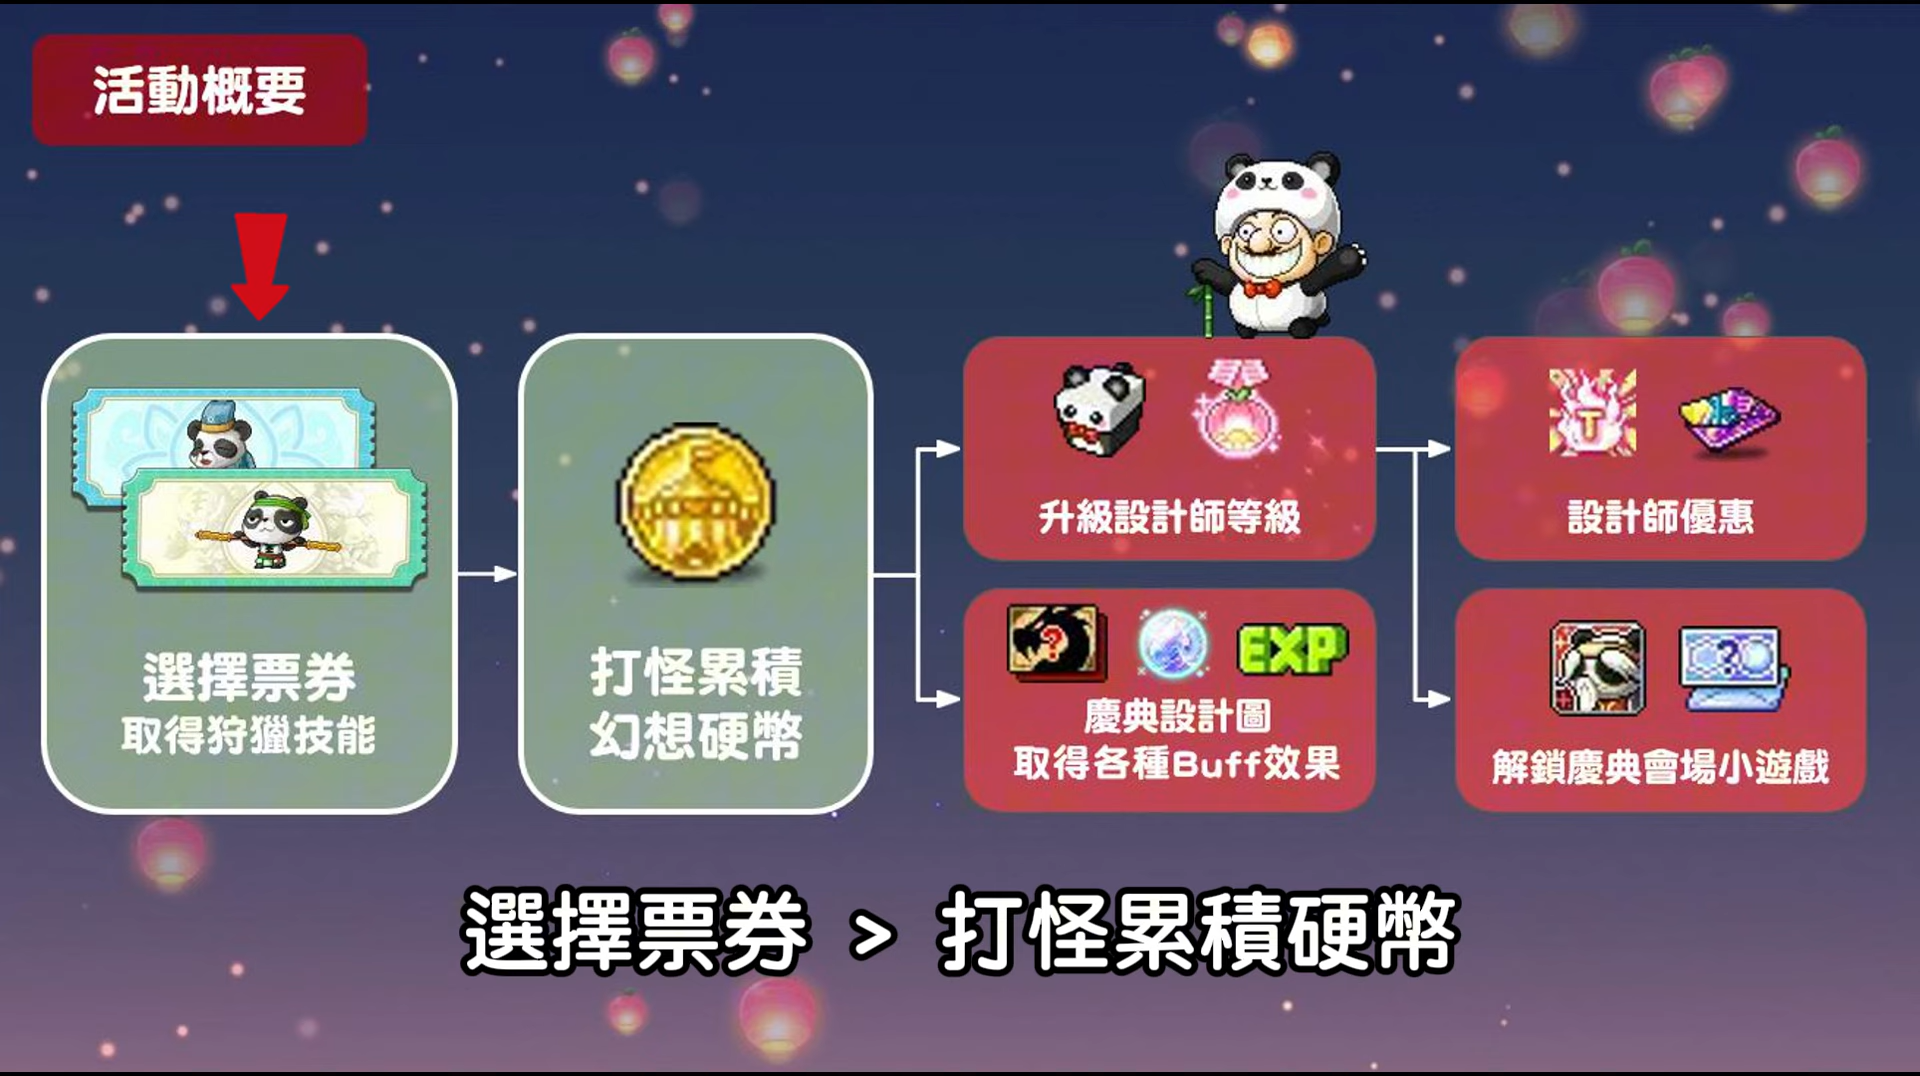 活動概要
選擇票券
取得狩獵技能
打怪累積
幻想硬幣
升級設計師等級
?
EXP
慶典設計圖
取得各種Buff效果
T
設計師優惠
?
解鎖慶典會場小遊戲
選擇票券 > 打怪累積硬幣